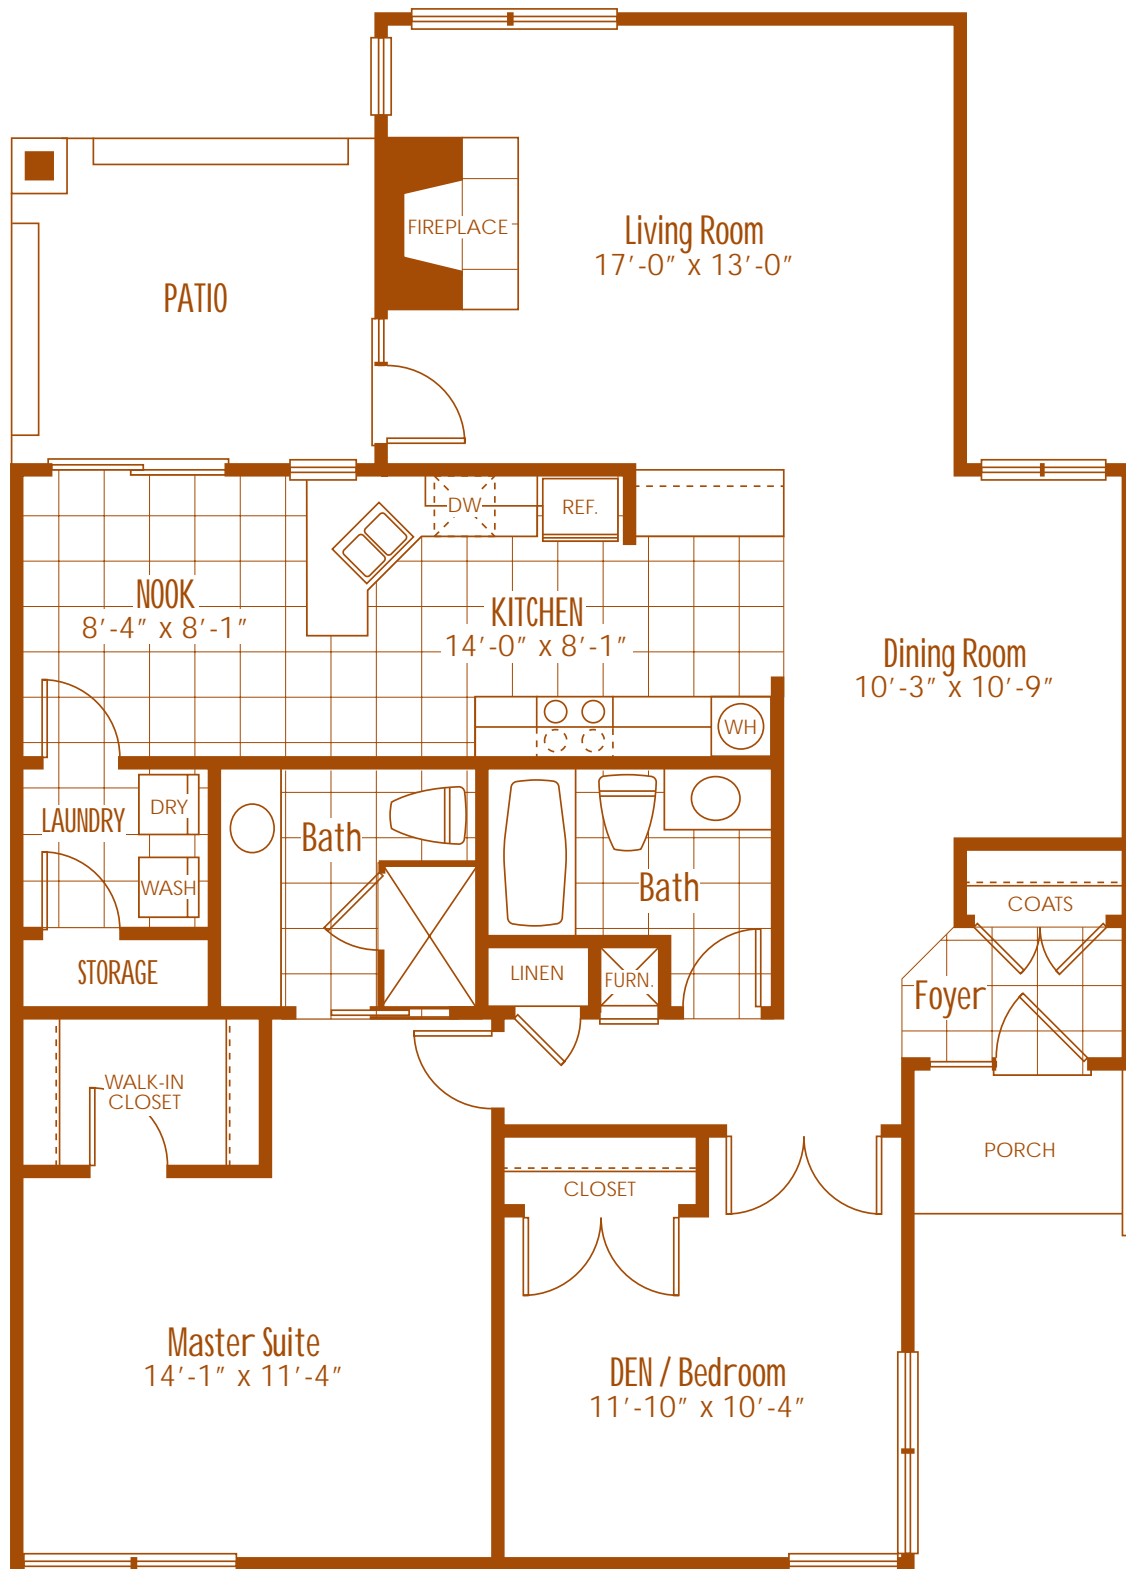 FIREPLACE
Living Room
17'-0" x 13'-0"
PATIO
DW
REF.
NOOK
8'-4" x 8'-1"
KITCHEN
14'-0" x 8'-1"
Dining Room
10'-3" x 10'-9"
WH
DRY
LAUNDRY
WASH
Bath
Bath
COATS
STORAGE
LINEN
FURN.
Foyer
WALK-IN
CLOSET
PORCH
CLOSET
Master Suite
14'-1" x 11'-4"
DEN / Bedroom
11'-10" x 10'-4"